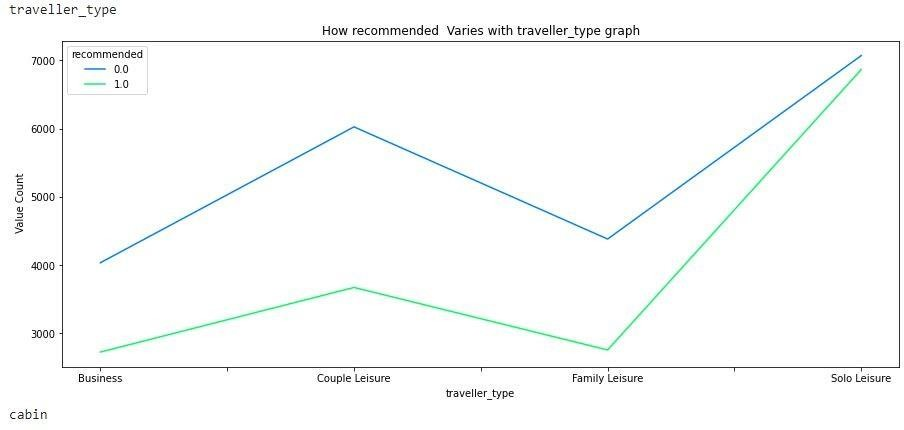 traveller_type
How recommended  Varies with traveller_type graph
recommended
0.0
1.0
7000
6000
5000
4000
3000
Value Count
Business
Couple Leisure
Family Leisure
Solo Leisure
traveller_type
cabin